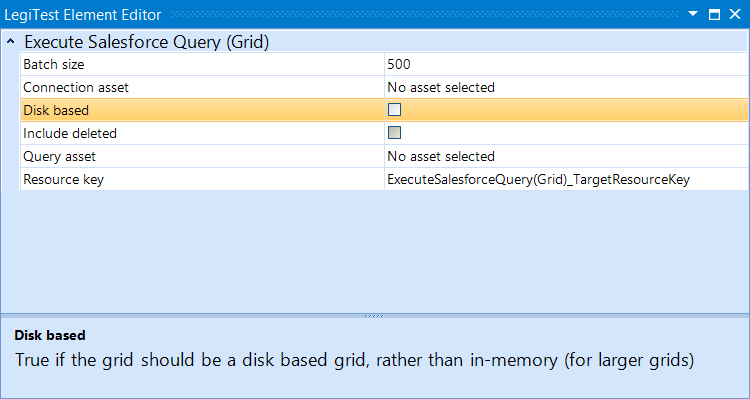 LegiTest Element Editor
Execute Salesforce Query (Grid)
Batch size 500
Connection asset No asset selected
Disk based
Include deleted
Query asset No asset selected
Resource key ExecuteSalesforceQuery(Grid)_TargetResourceKey
Disk based
True if the grid should be a disk based grid, rather than in-memory (for larger grids)